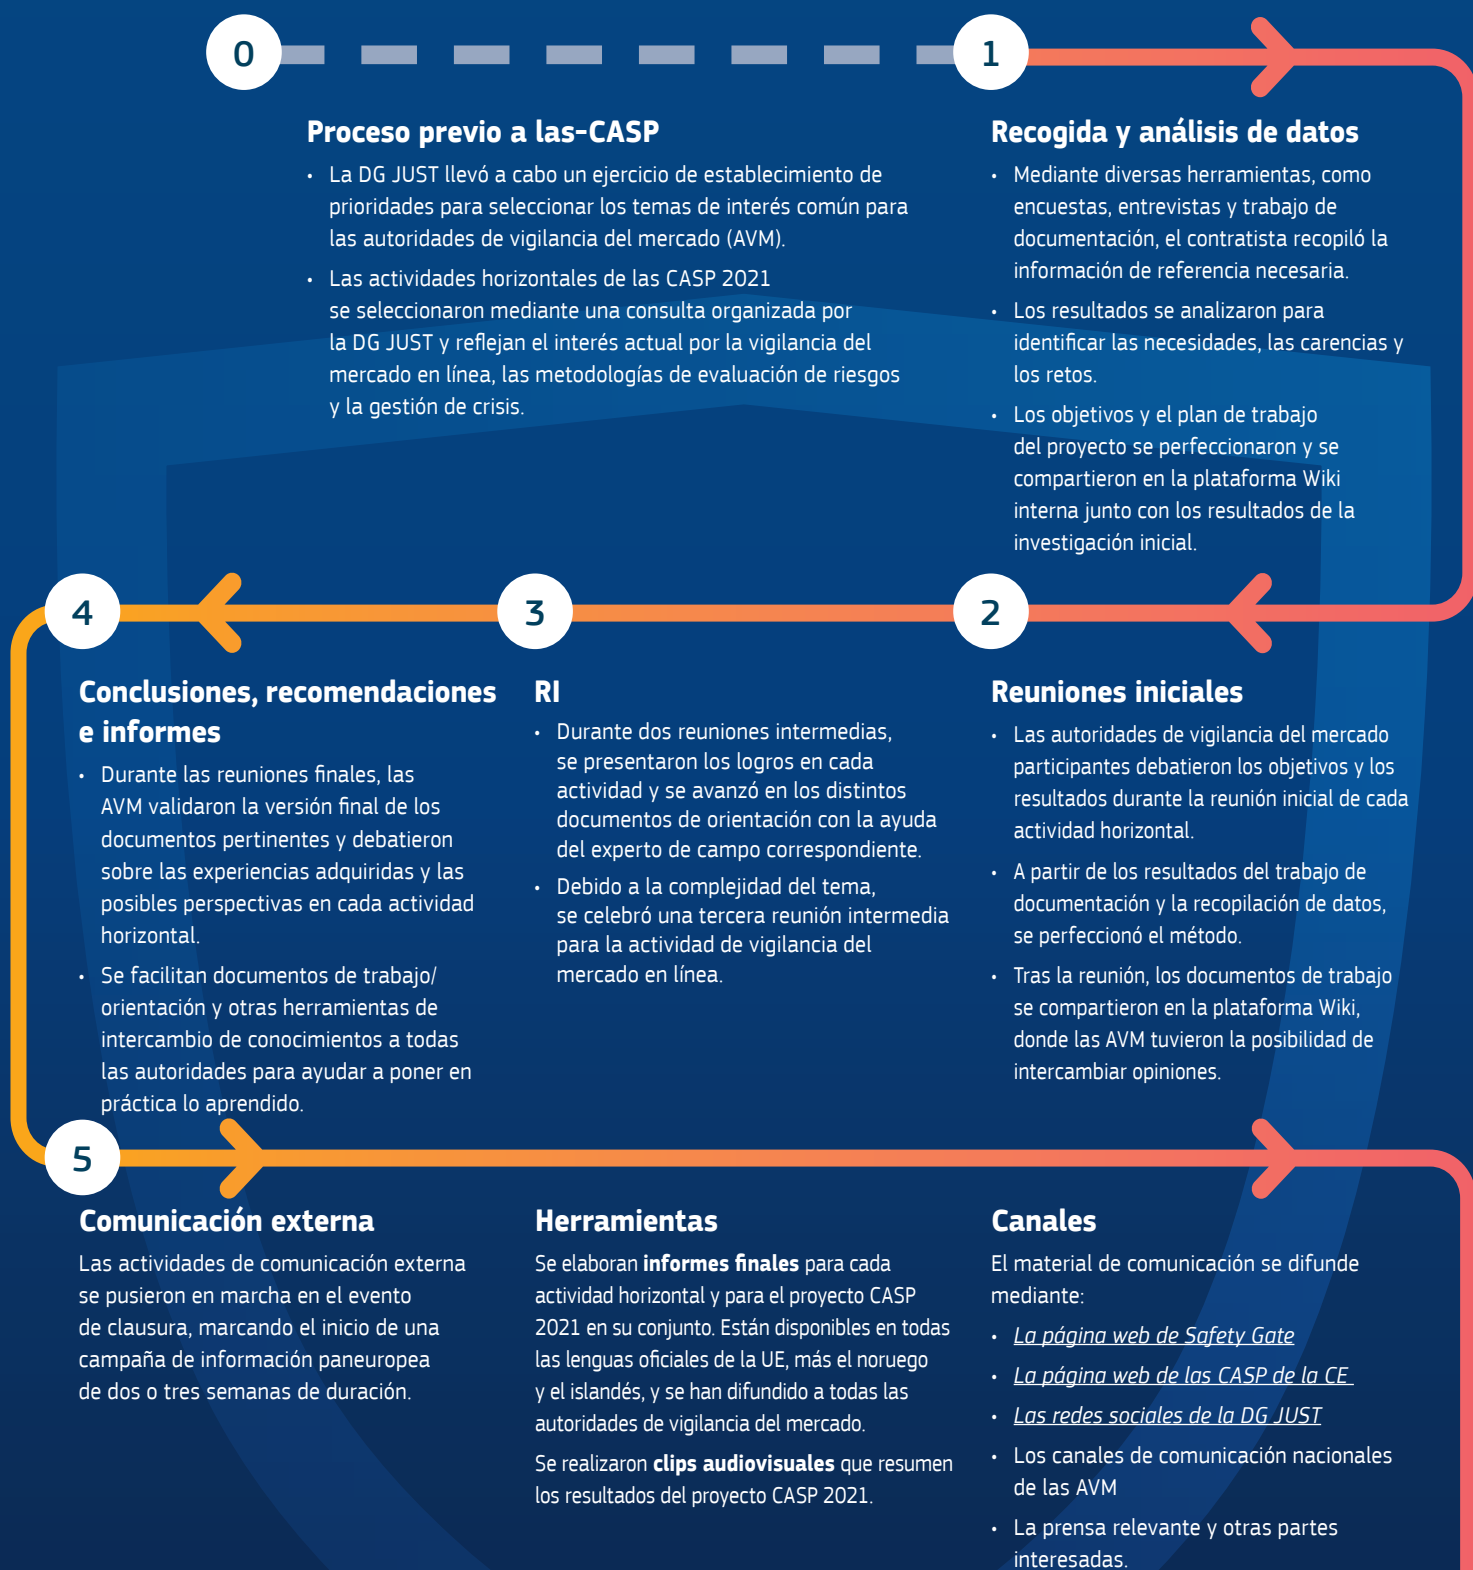 0
Proceso previo a las-CASP
• La DG JUST llevó a cabo un ejercicio de establecimiento de
prioridades para seleccionar los temas de interés común para
las autoridades de vigilancia del mercado (AVM).
• Las actividades horizontales de las CASP 2021
se seleccionaron mediante una consulta organizada por
la DG JUST y reflejan el interés actual por la vigilancia del
mercado en línea, las metodologías de evaluación de riesgos
y la gestión de crisis.
1
Recogida y análisis de datos
• Mediante diversas herramientas, como
encuestas, entrevistas y trabajo de
documentación, el contratista recopiló la
información de referencia necesaria.
• Los resultados se analizaron para
identificar las necesidades, las carencias y
los retos.
• Los objetivos y el plan de trabajo
del proyecto se perfeccionaron y se
compartieron en la plataforma Wiki
interna junto con los resultados de la
investigación inicial.
2
Reuniones iniciales
• Las autoridades de vigilancia del mercado
participantes debatieron los objetivos y los
resultados durante la reunión inicial de cada
actividad horizontal.
• A partir de los resultados del trabajo de
documentación y la recopilación de datos,
se perfeccionó el método.
• Tras la reunión, los documentos de trabajo
se compartieron en la plataforma Wiki,
donde las AVM tuvieron la posibilidad de
intercambiar opiniones.
3
RI
• Durante dos reuniones intermedias,
se presentaron los logros en cada
actividad y se avanzó en los distintos
documentos de orientación con la ayuda
del experto de campo correspondiente.
• Debido a la complejidad del tema,
se celebró una tercera reunión intermedia
para la actividad de vigilancia del
mercado en línea.
4
Conclusiones, recomendaciones
e informes
• Durante las reuniones finales, las
AVM validaron la versión final de los
documentos pertinentes y debatieron
sobre las experiencias adquiridas y las
posibles perspectivas en cada actividad
horizontal.
• Se facilitan documentos de trabajo/
orientación y otras herramientas de
intercambio de conocimientos a todas
las autoridades para ayudar a poner en
práctica lo aprendido.
5
Comunicación externa
Las actividades de comunicación externa
se pusieron en marcha en el evento
de clausura, marcando el inicio de una
campaña de información paneuropea
de dos o tres semanas de duración.
Herramientas
Se elaboran informes finales para cada
actividad horizontal y para el proyecto CASP
2021 en su conjunto. Están disponibles en todas
las lenguas oficiales de la UE, más el noruego
y el islandés, y se han difundido a todas las
autoridades de vigilancia del mercado.
Se realizaron clips audiovisuales que resumen
los resultados del proyecto CASP 2021.
Canales
El material de comunicación se difunde
mediante:
• La página web de Safety Gate
• La página web de las CASP de la CE
• Las redes sociales de la DG JUST
• Los canales de comunicación nacionales
de las AVM
• La prensa relevante y otras partes
interesadas.